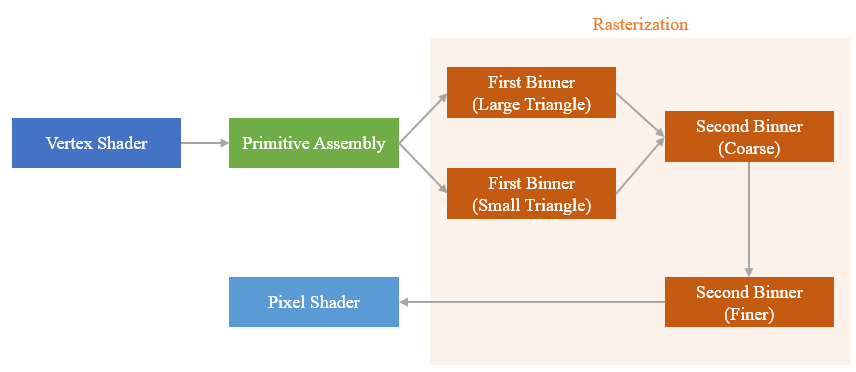 Rasterization
First Binner
(Large Triangle)
Vertex Shader
Primitive Assembly
Second Binner
(Coarse)
First Binner
(Small Triangle)
Pixel Shader
Second Binner
(Finer)